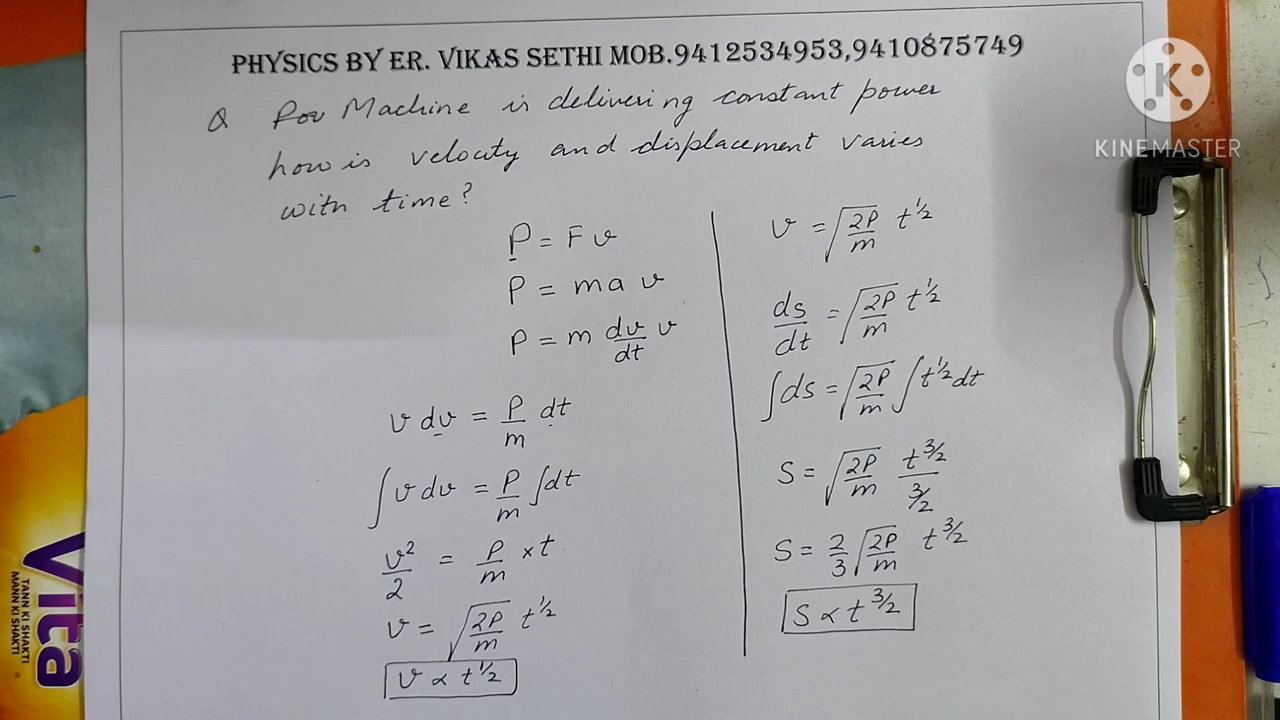 PHYSICS BY ER. VIKAS SETHI MOB.9412534953,9410875749
Q For Machine is delivering constant power
how is velocity and displacement varies
with time?
P = Fv
P = ma v
P = m dv/dt v
v dv = P/m dt
∫v dv = P/m ∫dt
v²/2 = P/m × t
v = √(2P/m) t^1/2
v ∝ t^1/2
v = √(2P/m) t^1/2
ds/dt = √(2P/m) t^1/2
∫ds = √(2P/m) ∫t^1/2 dt
S = √(2P/m) t^3/2 / 3/2
S = 2/3 √(2P/m) t^3/2
S ∝ t^3/2
K
KINEMASTER
Vita
TANN KI SHAKTI
MANN KI SHAKTI